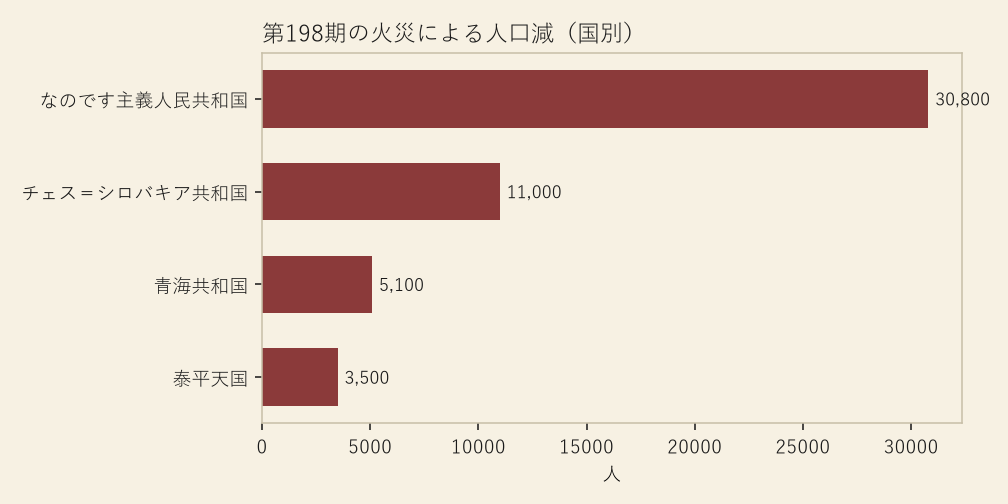 第198期の火災による人口減（国別）
なのです主義人民共和国
30,800
チェス＝シロバキア共和国
11,000
青海共和国
5,100
泰平天国
3,500
0 5000 10000 15000 20000 25000 30000
人